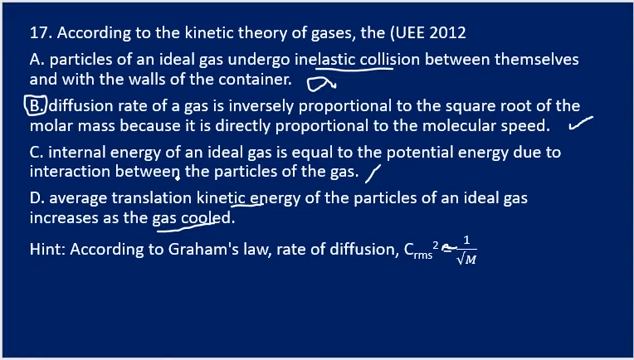 17. According to the kinetic theory of gases, the (UEE 2012
A. particles of an ideal gas undergo inelastic collision between themselves
and with the walls of the container.
B. diffusion rate of a gas is inversely proportional to the square root of the
molar mass because it is directly proportional to the molecular speed.
C. internal energy of an ideal gas is equal to the potential energy due to
interaction between the particles of the gas.
D. average translation kinetic energy of the particles of an ideal gas
increases as the gas cooled.
Hint: According to Graham's law, rate of diffusion, C_rms² = 1/√M